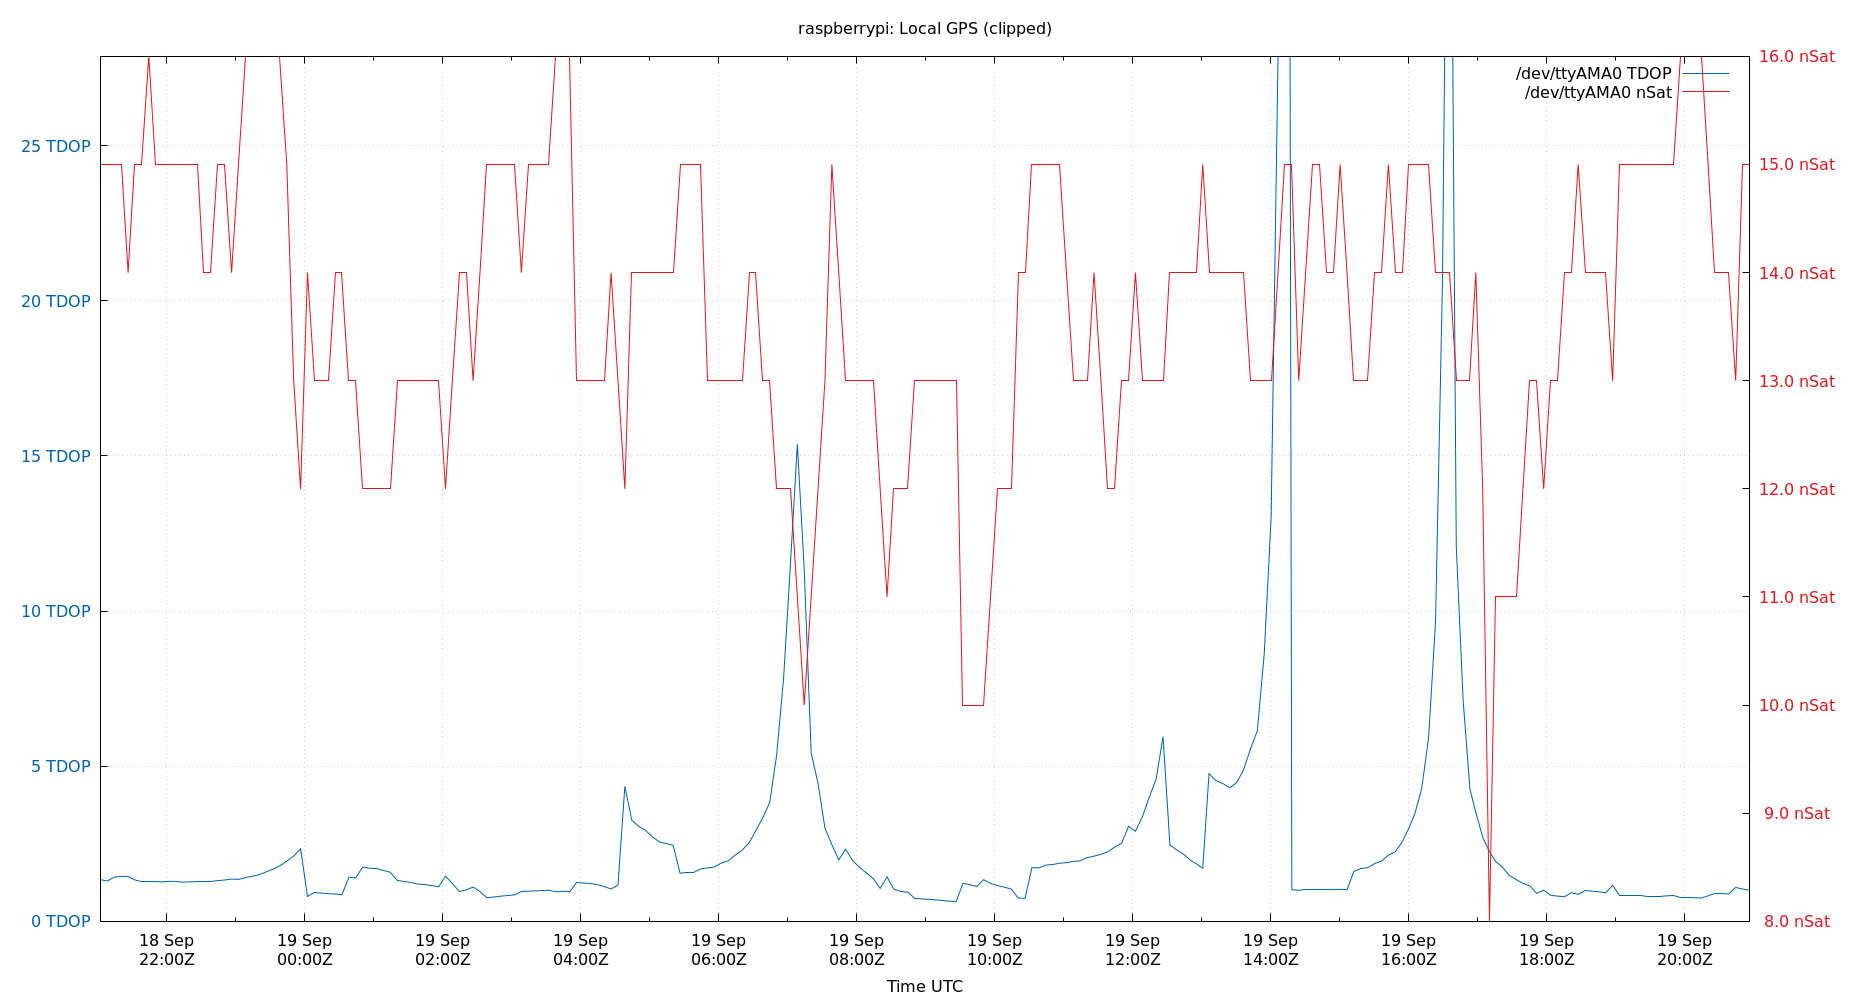 raspberrypi: Local GPS (clipped)
16.0 nSat
/dev/ttyAMA0 TDOP
/dev/ttyAMA0 nSat
25 TDOP
15.0 nSat
20 TDOP
14.0 nSat
13.0 nSat
15 TDOP
12.0 nSat
10 TDOP
11.0 nSat
10.0 nSat
5 TDOP
9.0 nSat
0 TDOP
8.0 nSat
18 Sep 19 Sep 19 Sep 19 Sep 19 Sep 19 Sep 19 Sep 19 Sep 19 Sep 19 Sep 19 Sep 19 Sep
22:00Z 00:00Z 02:00Z 04:00Z 06:00Z 08:00Z 10:00Z 12:00Z 14:00Z 16:00Z 18:00Z 20:00Z
Time UTC